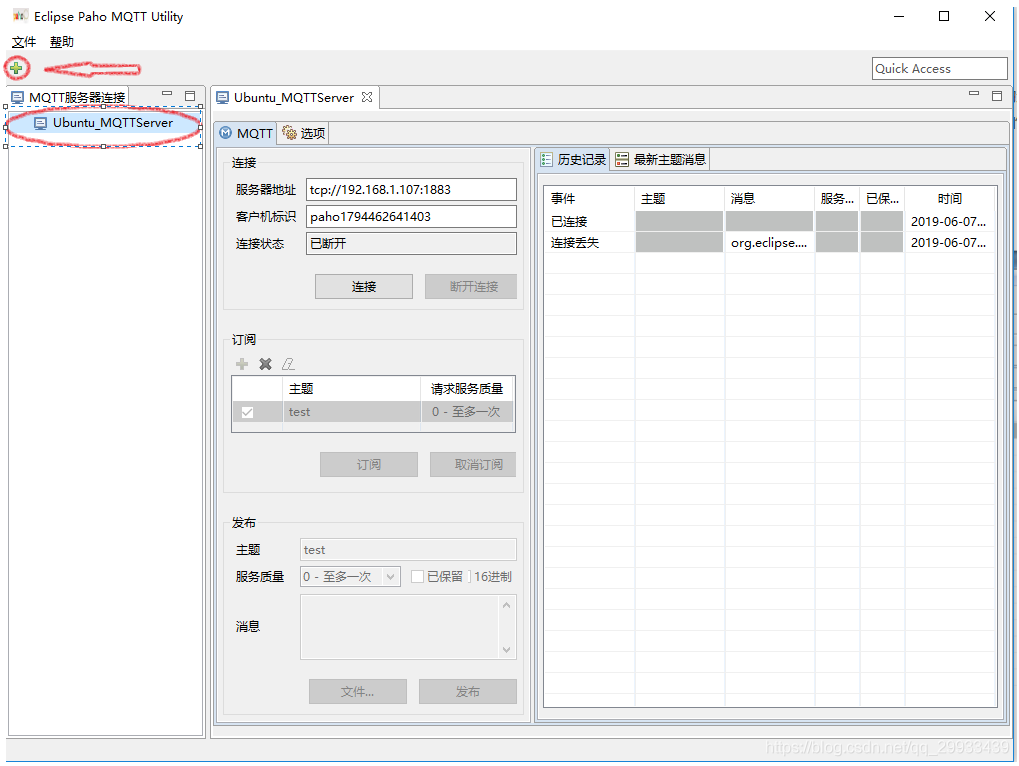 Eclipse Paho MQTT Utility
文件 帮助
Quick Access
MQTT服务器连接
Ubuntu_MQTTServer
Ubuntu_MQTTServer
MQTT 选项
连接
服务器地址 tcp://192.168.1.107:1883
客户机标识 paho1794462641403
连接状态 已断开
连接 断开连接
订阅
主题 请求服务质量
test 0 - 至多一次
订阅 取消订阅
发布
主题 test
服务质量 0 - 至多一次 已保留 16进制
消息
文件... 发布
历史记录 最新主题消息
事件 主题 消息 服务... 已保... 时间
已连接 2019-06-07...
连接丢失 org.eclipse.... 2019-06-07...
https://blog.csdn.net/qq_29933439